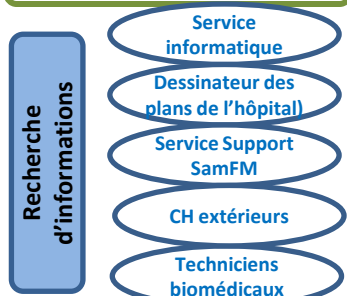 Recherche
d'informations
Service
informatique
Dessinateur des
plans de l'hôpital)
Service Support
SamFM
CH extérieurs
Techniciens
biomédicaux